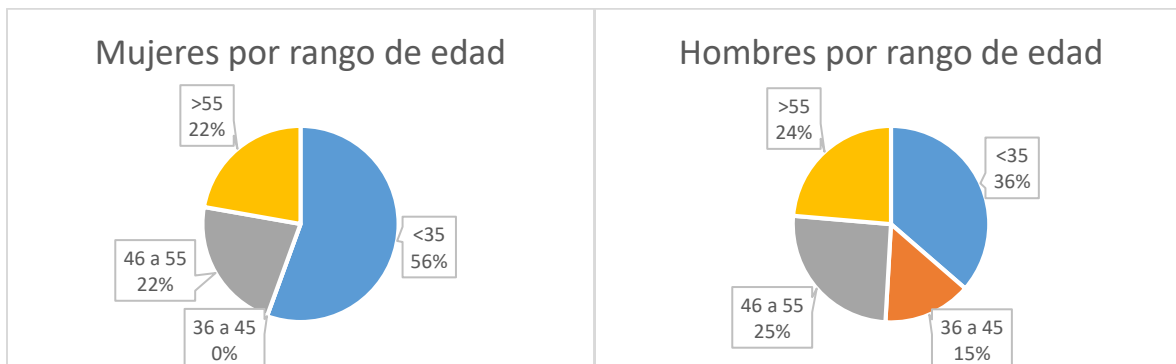 Mujeres por rango de edad
>55
22%
<35
56%
46 a 55
22%
36 a 45
0%
Hombres por rango de edad
>55
24%
<35
36%
46 a 55
25%
36 a 45
15%